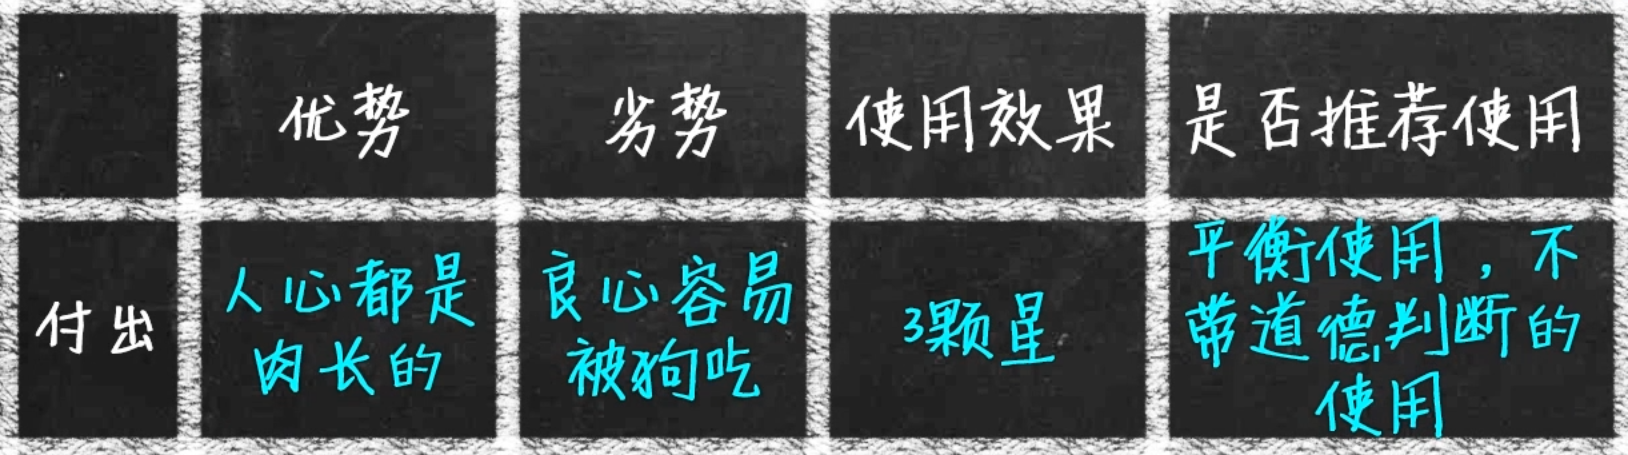 优势
劣势
使用效果
是否推荐使用
付出
人心都是
肉长的
良心容易
被狗吃
3颗星
平衡使用，不
带道德判断的
使用